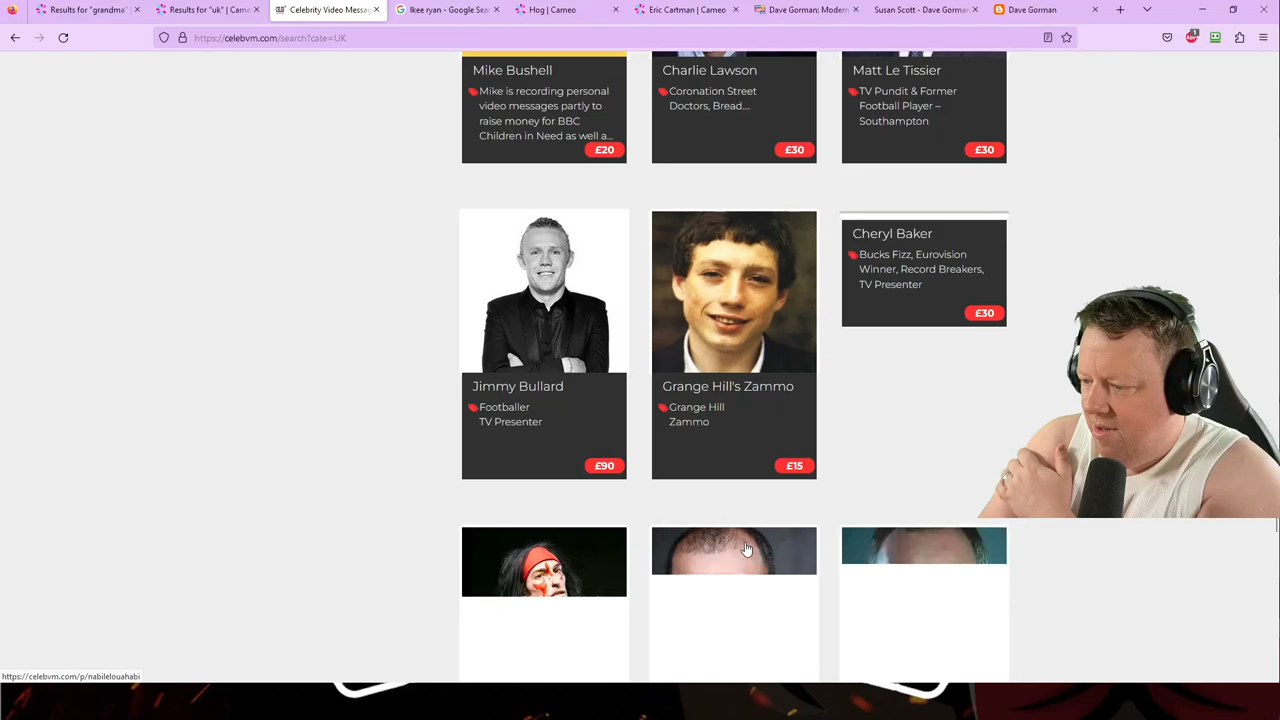 Results for "grandma"
Results for "uk" | Came
Celebrity Video Messag
Ikee ryan - Google Sear
Hog | Cameo
Eric Cartman | Cameo
Dave Gorman: Modern
Susan Scott - Dave Gorman
Dave Gorman
https://celebvm.com/search?cate=UK
Mike Bushell
Mike is recording personal
video messages partly to
raise money for BBC
Children in Need as well a...
£20
Charlie Lawson
Coronation Street
Doctors, Bread....
£30
Matt Le Tissier
TV Pundit & Former
Football Player –
Southampton
£30
Jimmy Bullard
Footballer
TV Presenter
£90
Grange Hill's Zammo
Grange Hill
Zammo
£15
Cheryl Baker
Bucks Fizz, Eurovision
Winner, Record Breakers,
TV Presenter
£30
https://celebvm.com/p/nabilelouahabi